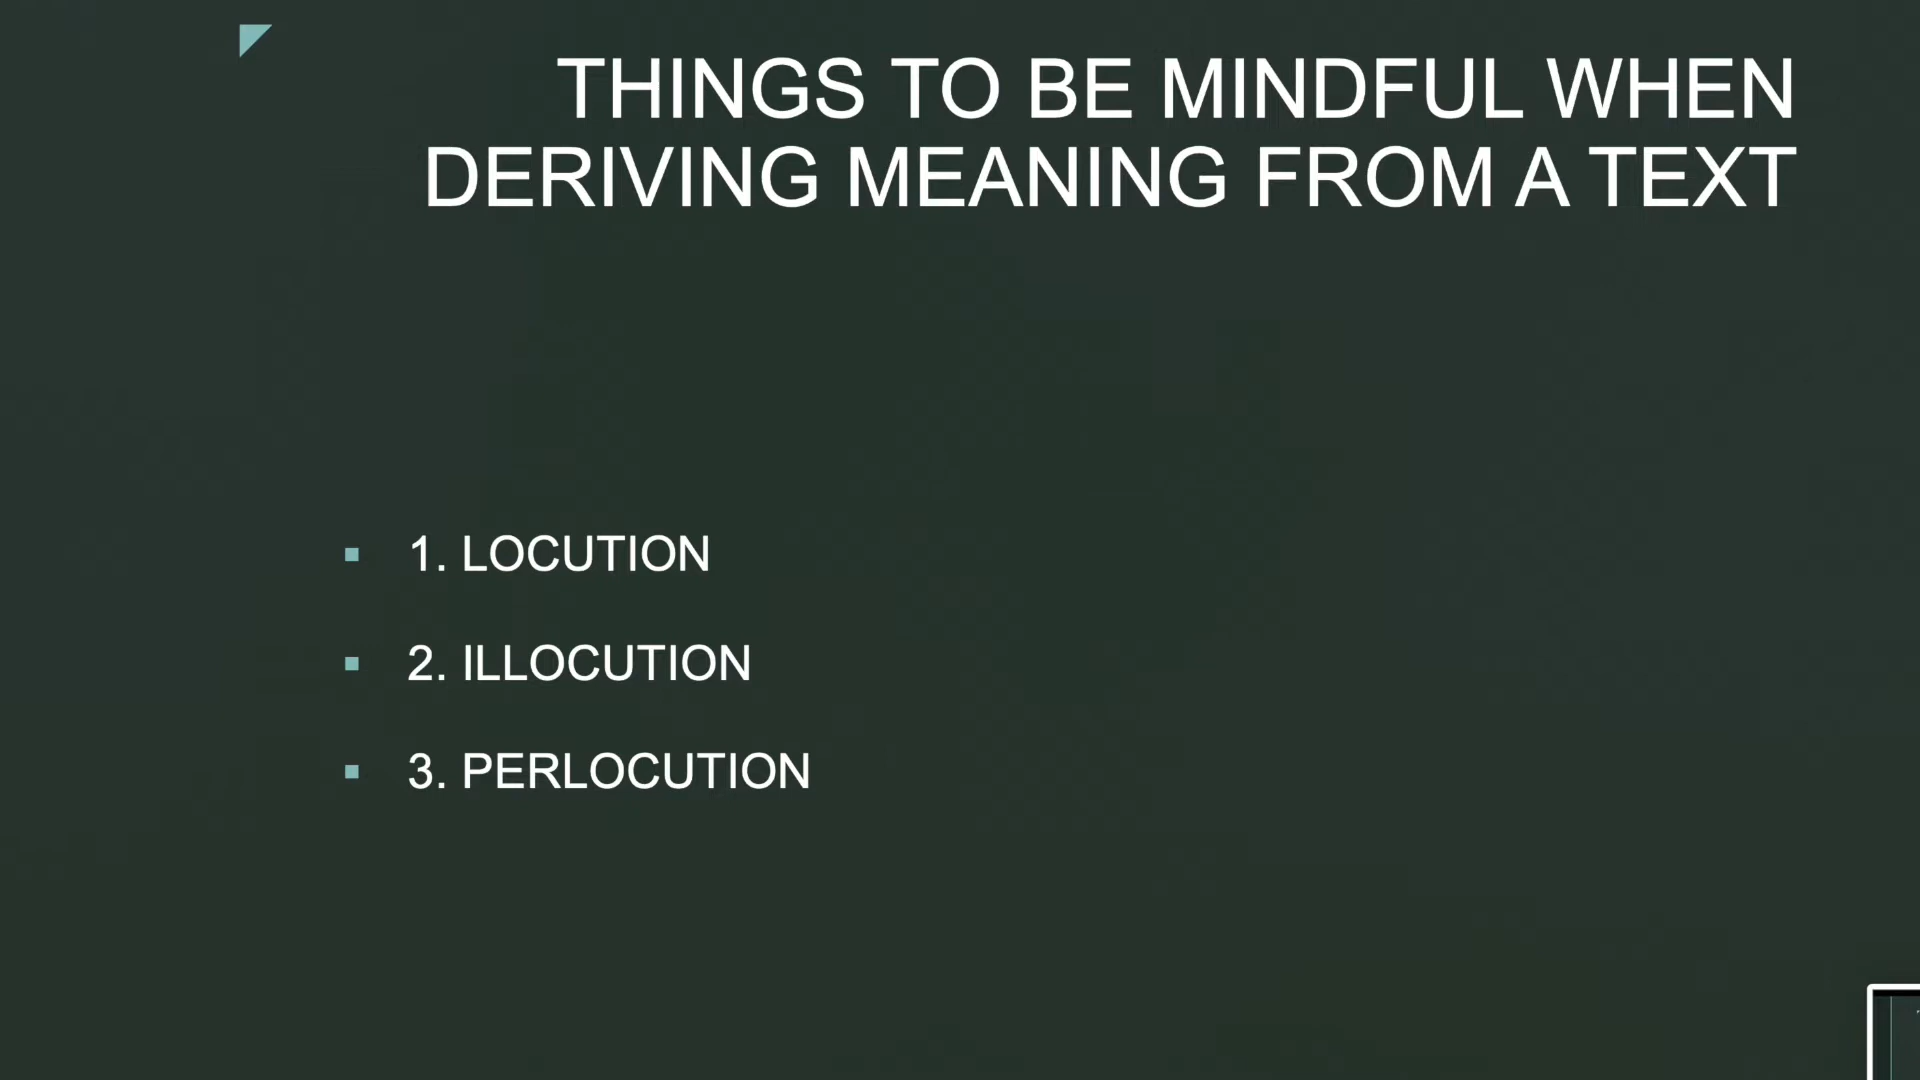 THINGS TO BE MINDFUL WHEN
DERIVING MEANING FROM A TEXT
1. LOCUTION
2. ILLOCUTION
3. PERLOCUTION